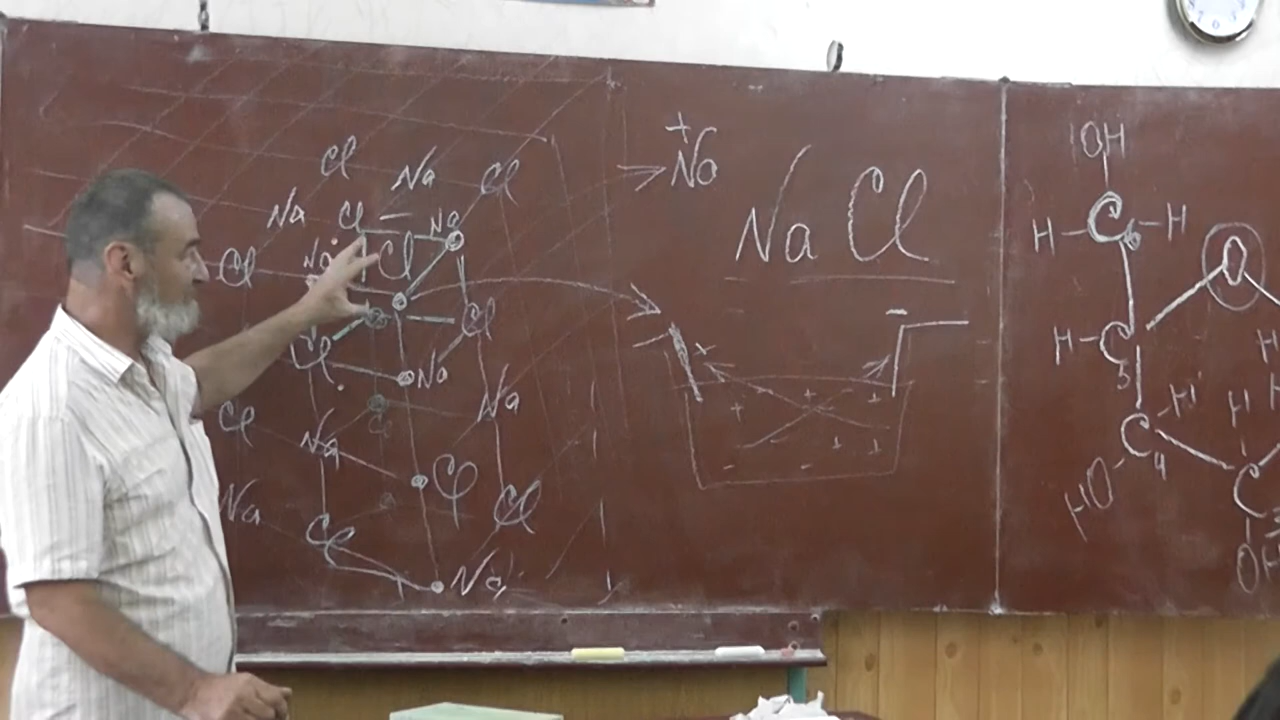 Cl Na Cl
Na Cl - Na
Na Cl
Cl
Cl
Cl Na
Cl Na
Na
Cl
Na Cl
Cl
Na
+
Na
NaCl
- + -
+ + +
- - + -
OH
H C H
6
O
H C H
5
C H H
4
HO C
OH